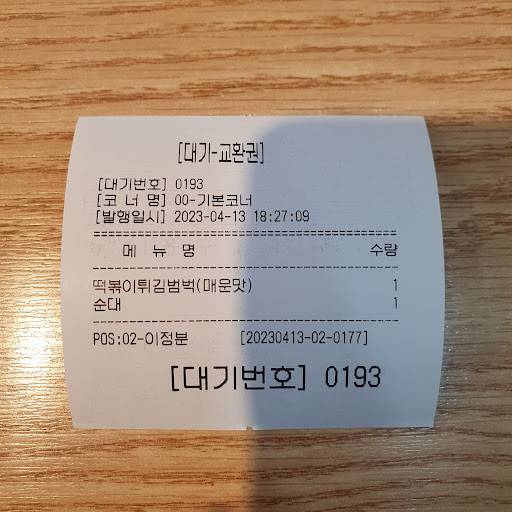 [대기-교환권]
[대기번호] 0193
[코 너 명] 00-기본코너
[발행일시] 2023-04-13 18:27:09
==========================================
메 뉴 명 수량
------------------------------------------
떡볶이튀김범벅(매운맛) 1
순대 1
------------------------------------------
POS:02-이정분 [20230413-02-0177]
[대기번호] 0193